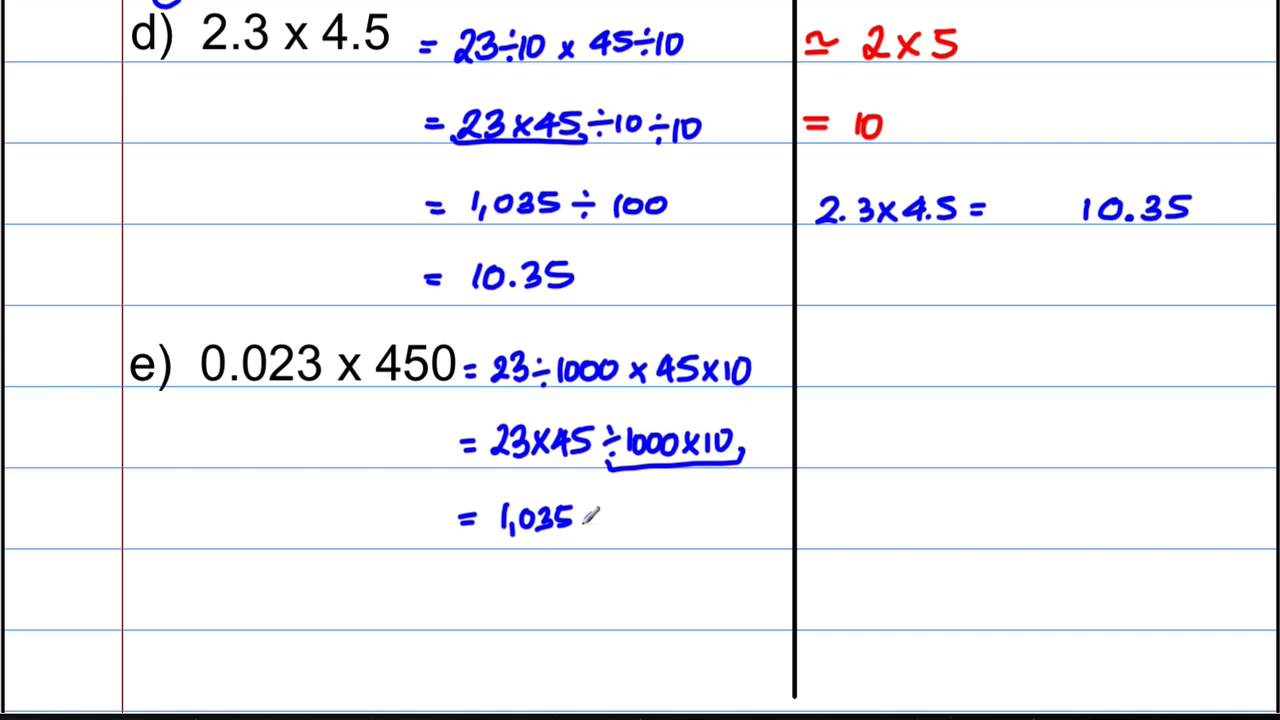 d) 2.3 x 4.5 = 23÷10 x 45÷10
= 23x45÷10÷10
= 1,035 ÷ 100
= 10.35
≃ 2x5
= 10
2.3x4.5= 10.35
e) 0.023 x 450 = 23÷1000 x 45x10
= 23x45÷1000x10
= 1,035